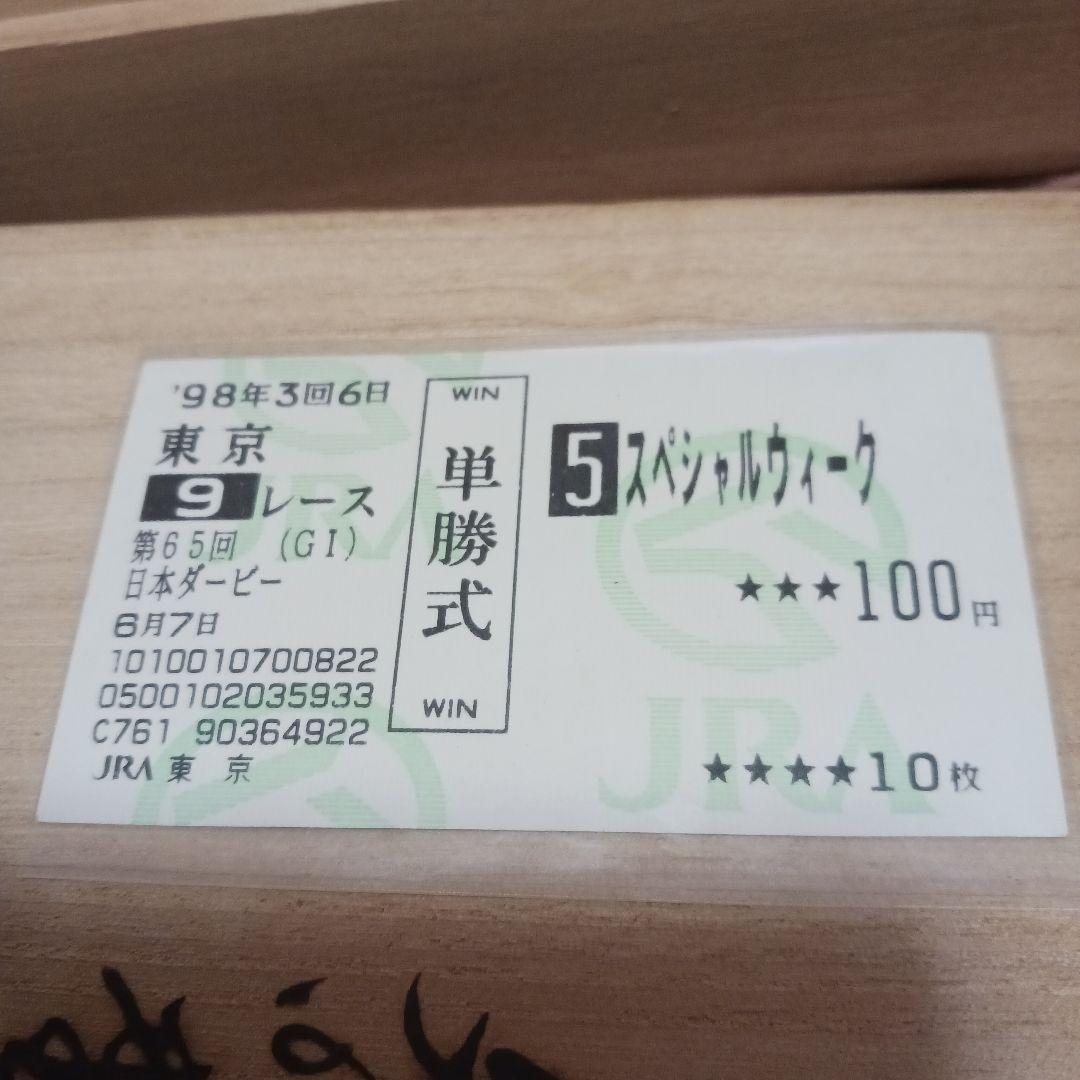 '98年3回6日
東京
9レース
第65回 (GI)
日本ダービー
6月7日
1010010700822
0500102035933
C761 90364922
JRA 東 京
WIN
単勝式
WIN
5スペシャルウィーク
★★★100円
★★★★10枚
JRA
JRA